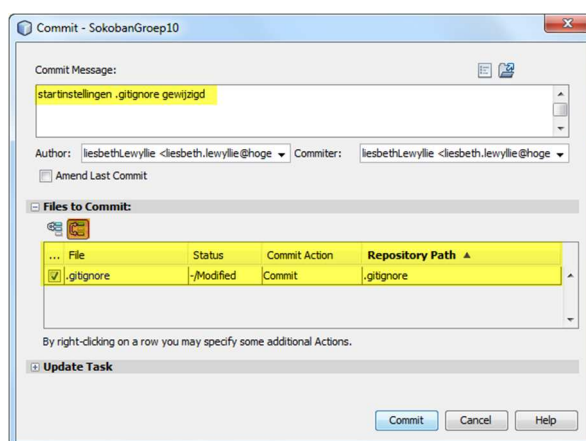 Commit - SokobanGroep10
Commit Message:
startinstellingen .gitignore gewijzigd
Author: liesbethLewyllie <liesbeth.lewyllie@hoge Commiter: liesbethLewyllie <liesbeth.lewyllie@hoge
Amend Last Commit
Files to Commit:
... File Status Commit Action Repository Path
.gitignore -/Modified Commit .gitignore
By right-clicking on a row you may specify some additional Actions.
Update Task
Commit Cancel Help